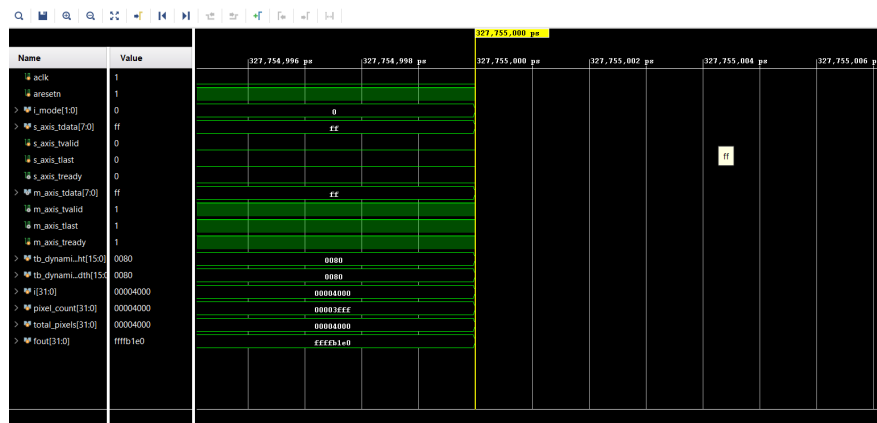 327,755,000 ps
Name Value
327,754,996 ps 327,754,998 ps 327,755,000 ps 327,755,002 ps 327,755,004 ps 327,755,006 p
aclk 1
aresetn 1
i_mode[1:0] 0 0
s_axis_tdata[7:0] ff ff
s_axis_tvalid 0
s_axis_tlast 0 ff
s_axis_tready 0
m_axis_tdata[7:0] ff ff
m_axis_tvalid 1
m_axis_tlast 1
m_axis_tready 1
tb_dynami...ht[15:0] 0080 0080
tb_dynami...dth[15:0 0080 0080
i[31:0] 00004000 00004000
pixel_count[31:0] 00004000 00003fff
total_pixels[31:0] 00004000 00004000
fout[31:0] ffffb1e0 ffffb1e0